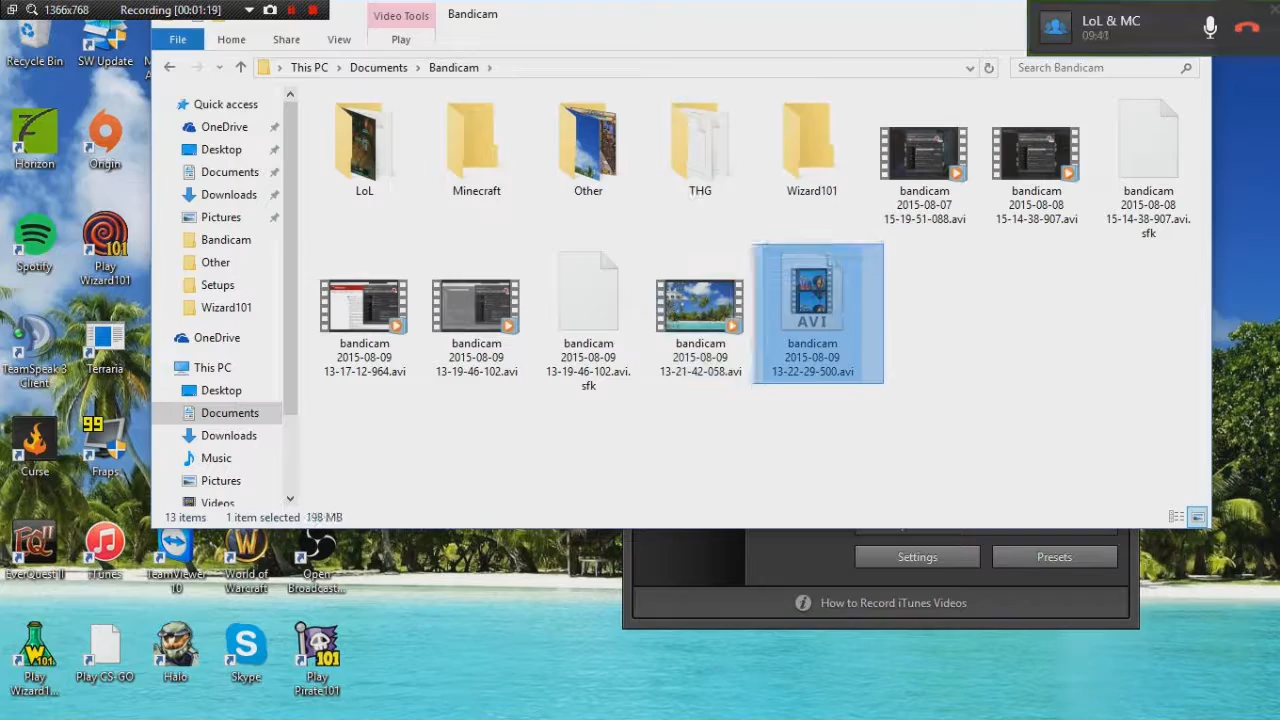 1366x768 Recording [00:01:19]
Video Tools
Bandicam
LoL & MC
09:41
File Home Share View Play
This PC > Documents > Bandicam >
Search Bandicam
Recycle Bin
SW Update
Horizon
Origin
Spotify
Play
Wizard101
TeamSpeak 3
Client
Terraria
Curse
99
Fraps
EverQuest II
iTunes
TeamViewer
10
World of
Warcraft
Open
Broadcast...
Play
Wizard1...
Play CS-GO
Halo
Skype
Play
Pirate101
Quick access
OneDrive
Desktop
Documents
Downloads
Pictures
Bandicam
Other
Setups
Wizard101
OneDrive
This PC
Desktop
Documents
Downloads
Music
Pictures
Videos
LoL
Minecraft
Other
THG
Wizard101
bandicam
2015-08-07
15-19-51-088.avi
bandicam
2015-08-08
15-14-38-907.avi
bandicam
2015-08-08
15-14-38-907.avi.
sfk
bandicam
2015-08-09
13-17-12-964.avi
bandicam
2015-08-09
13-19-46-102.avi
bandicam
2015-08-09
13-19-46-102.avi.
sfk
bandicam
2015-08-09
13-21-42-058.avi
AVI
bandicam
2015-08-09
13-22-29-500.avi
13 items 1 item selected 198 MB
Settings
Presets
How to Record iTunes Videos